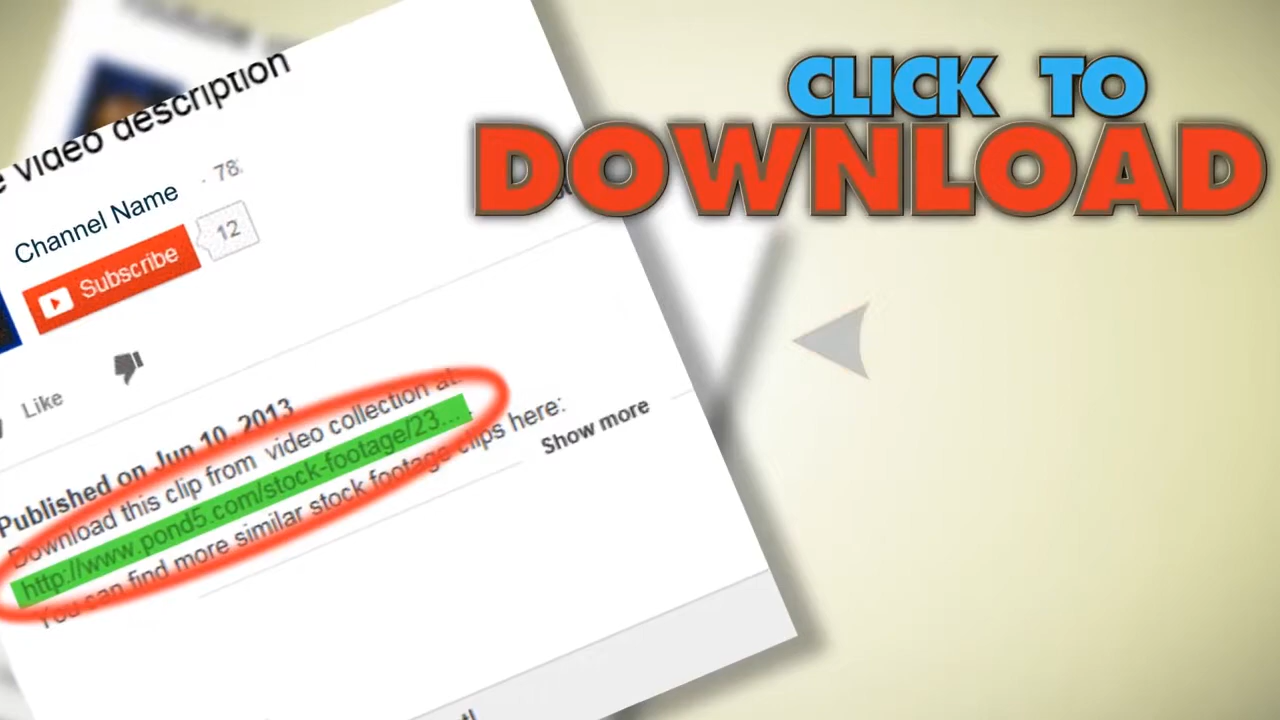 CLICK TO
DOWNLOAD
video description
Channel Name
78
Subscribe
12
Like
Published on Jun 10, 2013
Download this clip from video collection at
http://www.pond5.com/stock-footage/23...
You can find more similar stock footage clips here:
Show more